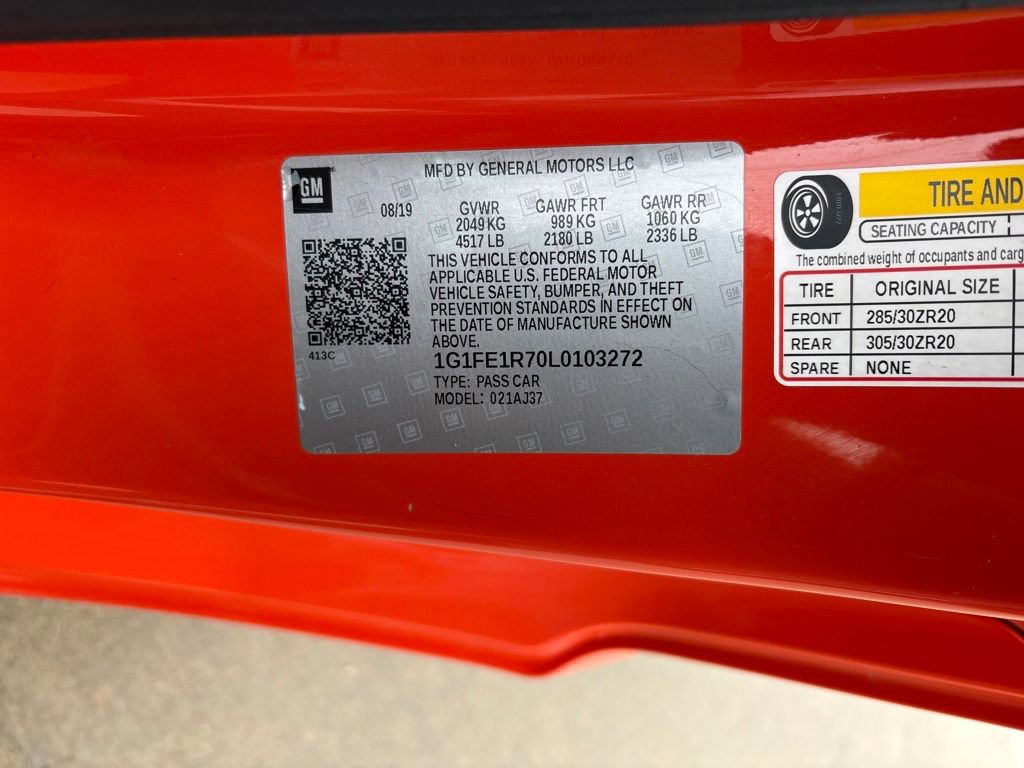 MFD BY GENERAL MOTORS LLC
GM
08/19
GVWR GAWR FRT GAWR RR
2049 KG 989 KG 1060 KG
4517 LB 2180 LB 2336 LB
THIS VEHICLE CONFORMS TO ALL
APPLICABLE U.S. FEDERAL MOTOR
VEHICLE SAFETY, BUMPER, AND THEFT
PREVENTION STANDARDS IN EFFECT ON
THE DATE OF MANUFACTURE SHOWN
ABOVE.
413C
1G1FE1R70L0103272
TYPE: PASS CAR
MODEL: 021AJ37
TIRE AND
SEATING CAPACITY
The combined weight of occupants and carg
TIRE ORIGINAL SIZE
FRONT 285/30ZR20
REAR 305/30ZR20
SPARE NONE